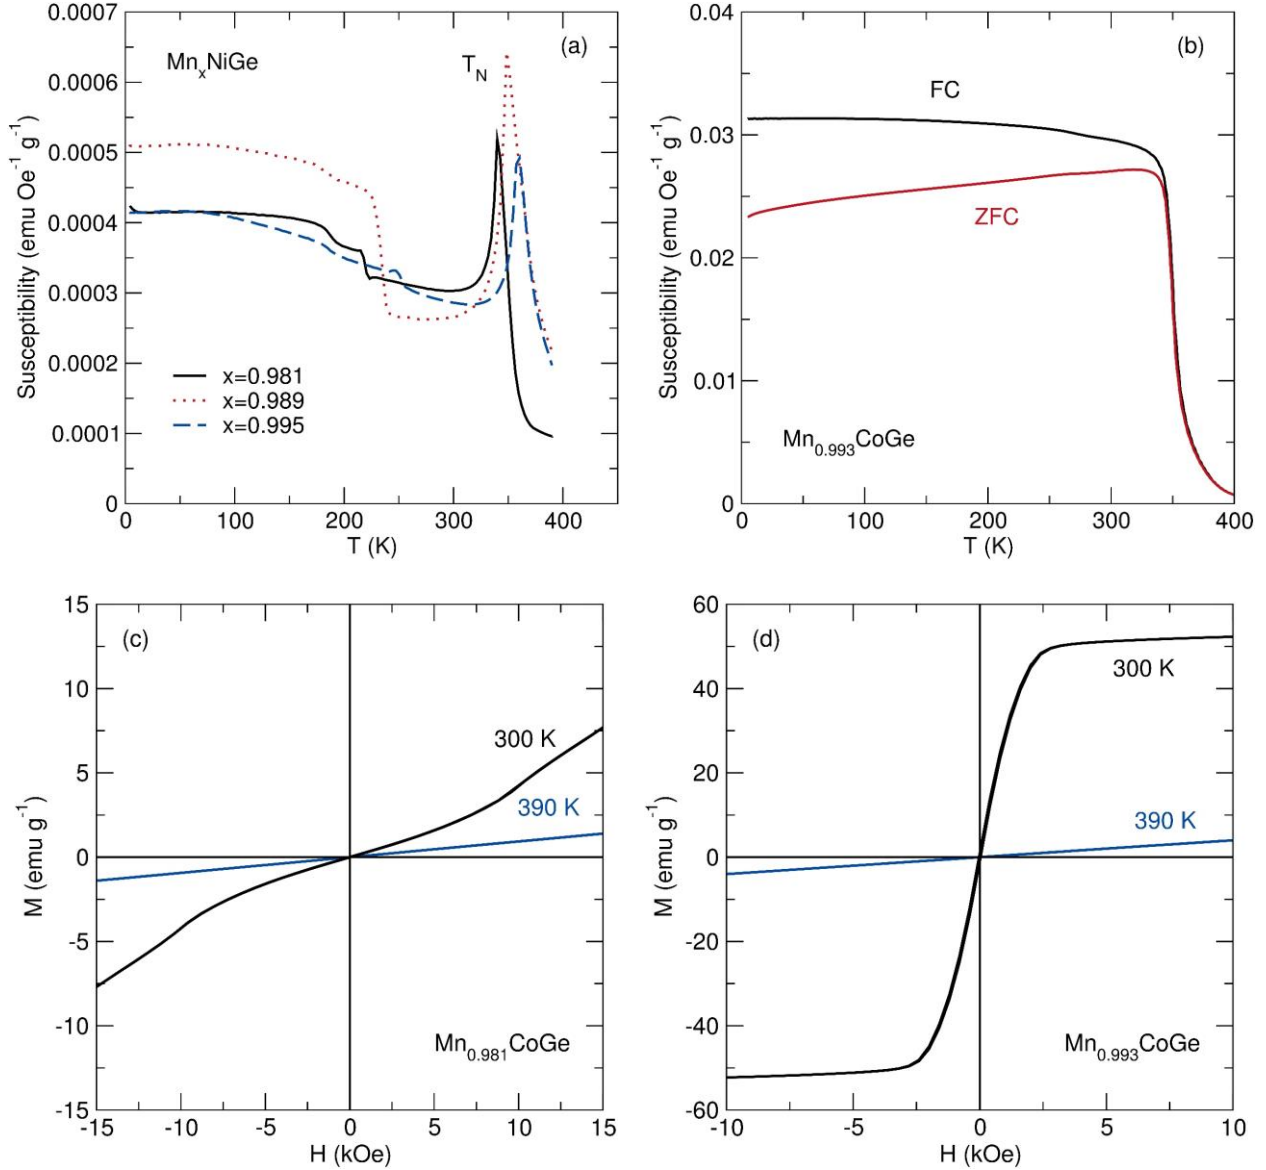 0.0007
0.0006
0.0005
0.0004
0.0003
0.0002
0.0001
0
Susceptibility (emu Oe⁻¹ g⁻¹)
MnₓNiGe
T_N
(a)
x=0.981
x=0.989
x=0.995
0 100 200 300 400
T (K)
0.04
0.03
0.02
0.01
0
Susceptibility (emu Oe⁻¹ g⁻¹)
(b)
FC
ZFC
Mn₀.₉₉₃CoGe
0 100 200 300 400
T (K)
15
10
5
0
-5
-10
-15
M (emu g⁻¹)
(c)
300 K
390 K
Mn₀.₉₈₁CoGe
-15 -10 -5 0 5 10 15
H (kOe)
60
40
20
0
-20
-40
-60
M (emu g⁻¹)
(d)
300 K
390 K
Mn₀.₉₉₃CoGe
-10 -5 0 5 10
H (kOe)